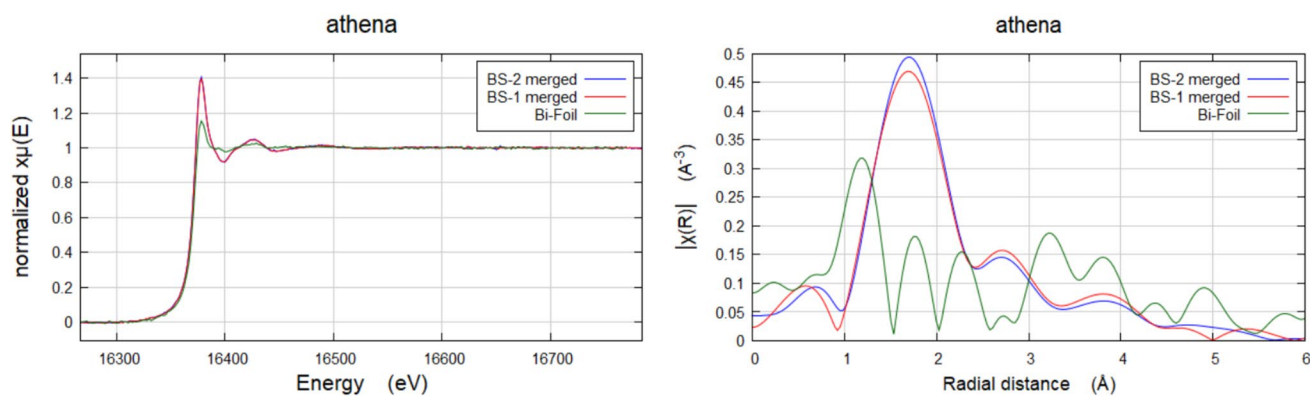 athena
normalized xμ(E)
1.4
1.2
1
0.8
0.6
0.4
0.2
0
BS-2 merged
BS-1 merged
Bi-Foil
16300
16400
16500
16600
16700
Energy (eV)
athena
|χ(R)| (A⁻³)
0.5
0.45
0.4
0.35
0.3
0.25
0.2
0.15
0.1
0.05
0
BS-2 merged
BS-1 merged
Bi-Foil
0
1
2
3
4
5
6
Radial distance (Å)